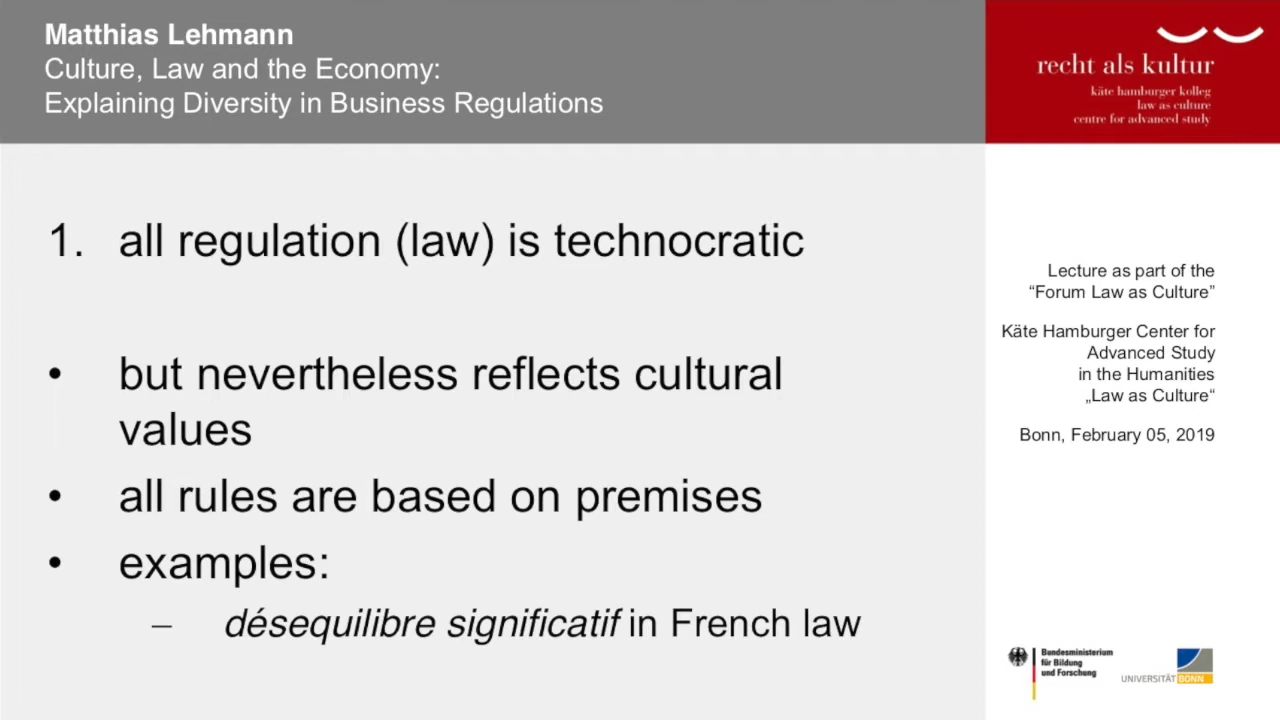 Matthias Lehmann
Culture, Law and the Economy:
Explaining Diversity in Business Regulations
recht als kultur
käte hamburger kolleg
law as culture
centre for advanced study
1. all regulation (law) is technocratic
• but nevertheless reflects cultural
values
• all rules are based on premises
• examples:
– désequilibre significatif in French law
Lecture as part of the
“Forum Law as Culture”
Käte Hamburger Center for
Advanced Study
in the Humanities
„Law as Culture“
Bonn, February 05, 2019
Bundesministerium
für Bildung
und Forschung
UNIVERSITÄT BONN